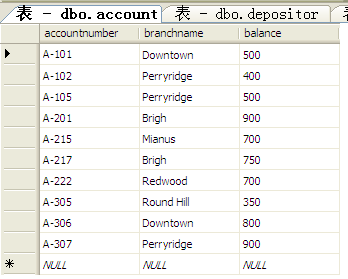 表 - dbo.account 表 - dbo.depositor
accountnumber branchname balance
A-101 Downtown 500
A-102 Perryridge 400
A-105 Perryridge 500
A-201 Brigh 900
A-215 Mianus 700
A-217 Brigh 750
A-222 Redwood 700
A-305 Round Hill 350
A-306 Downtown 800
A-307 Perryridge 900
NULL NULL NULL